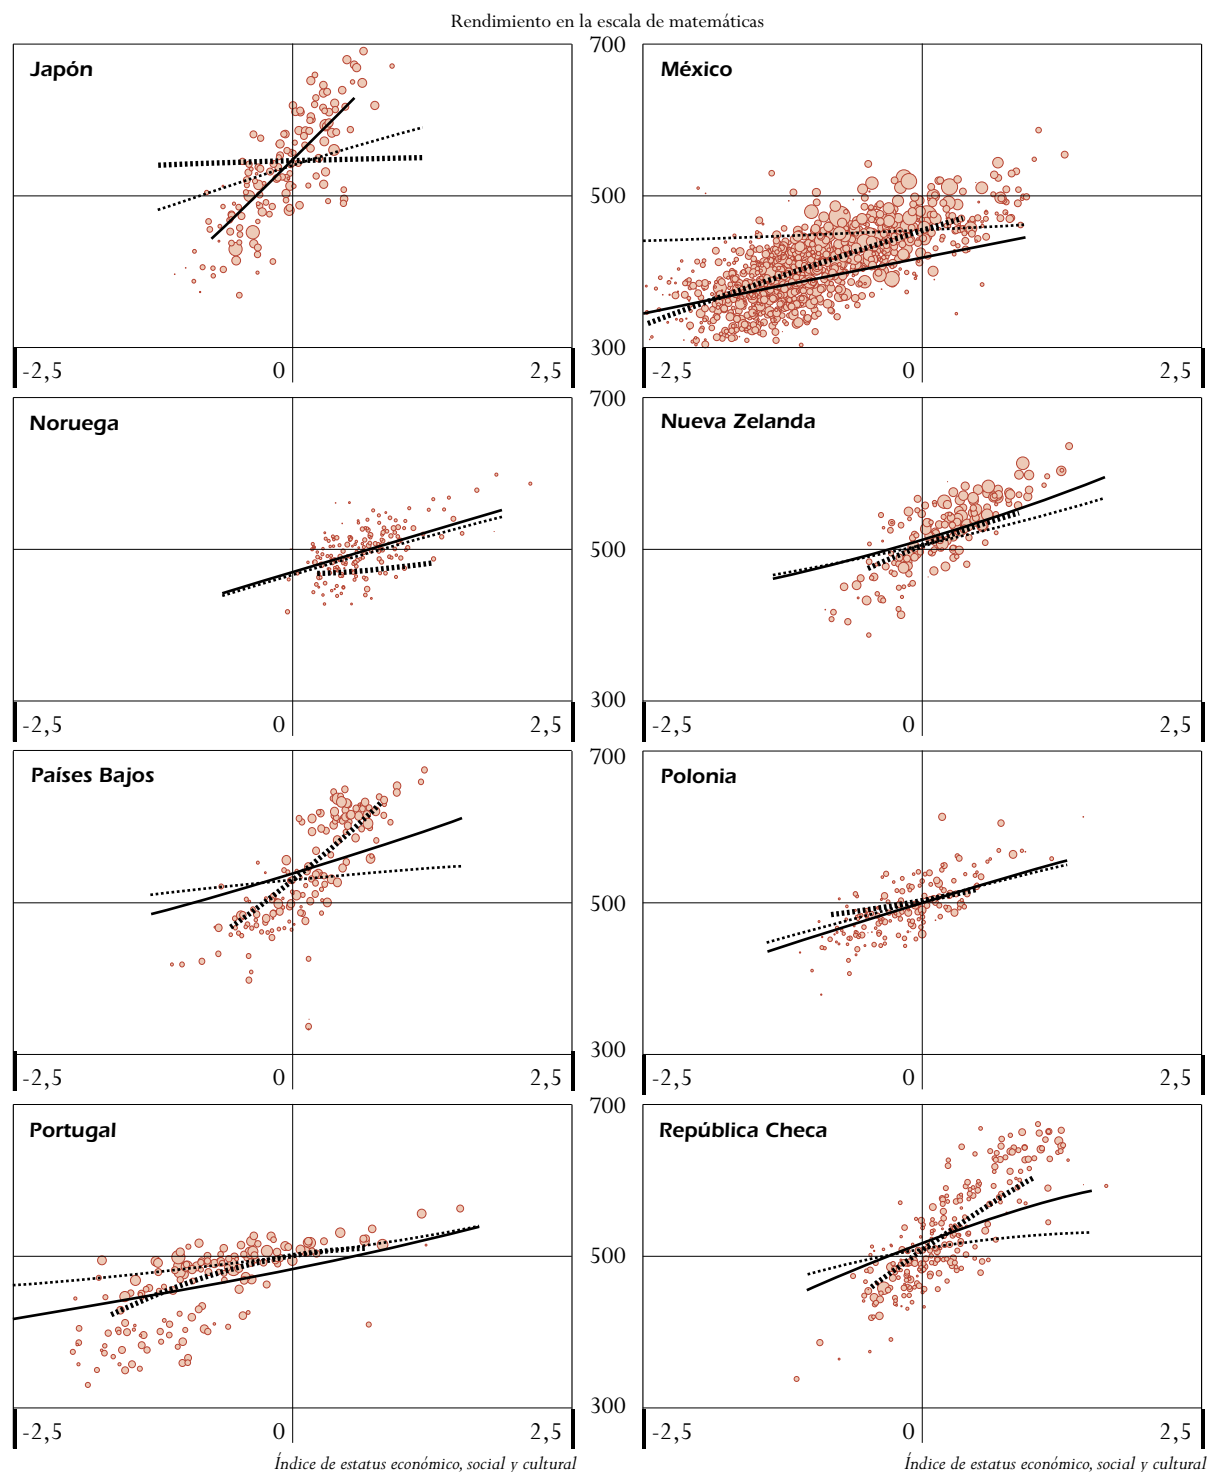 Rendimiento en la escala de matemáticas
700
Japón
México
500
300
-2,5 0 2,5
-2,5 0 2,5
700
Noruega
Nueva Zelanda
500
300
-2,5 0 2,5
-2,5 0 2,5
700
Países Bajos
Polonia
500
300
-2,5 0 2,5
-2,5 0 2,5
700
Portugal
República Checa
500
300
-2,5 0 2,5
-2,5 0 2,5
Índice de estatus económico, social y cultural
Índice de estatus económico, social y cultural